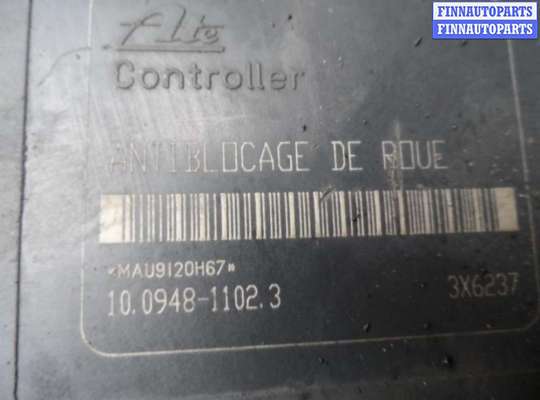 FINNAUTOPARTS
FINNAUTOPARTS
Ate
Controller
ANTIBLOCAGE DE ROUE
«MAU9120H67»
10.0948-1102.3
3X6237